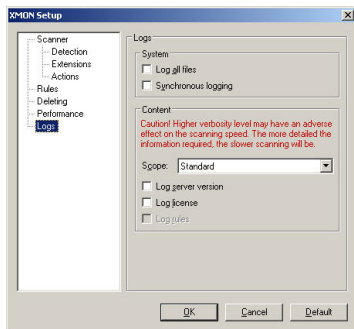 XMON Setup
Scanner
Detection
Extensions
Actions
Rules
Deleting
Performance
Logs
Logs
System
Log all files
Synchronous logging
Content
Caution! Higher verbosity level may have an adverse
effect on the scanning speed. The more detailed the
information required, the slower scanning will be.
Scope: Standard
Log server version
Log license
Log rules
OK Cancel Default